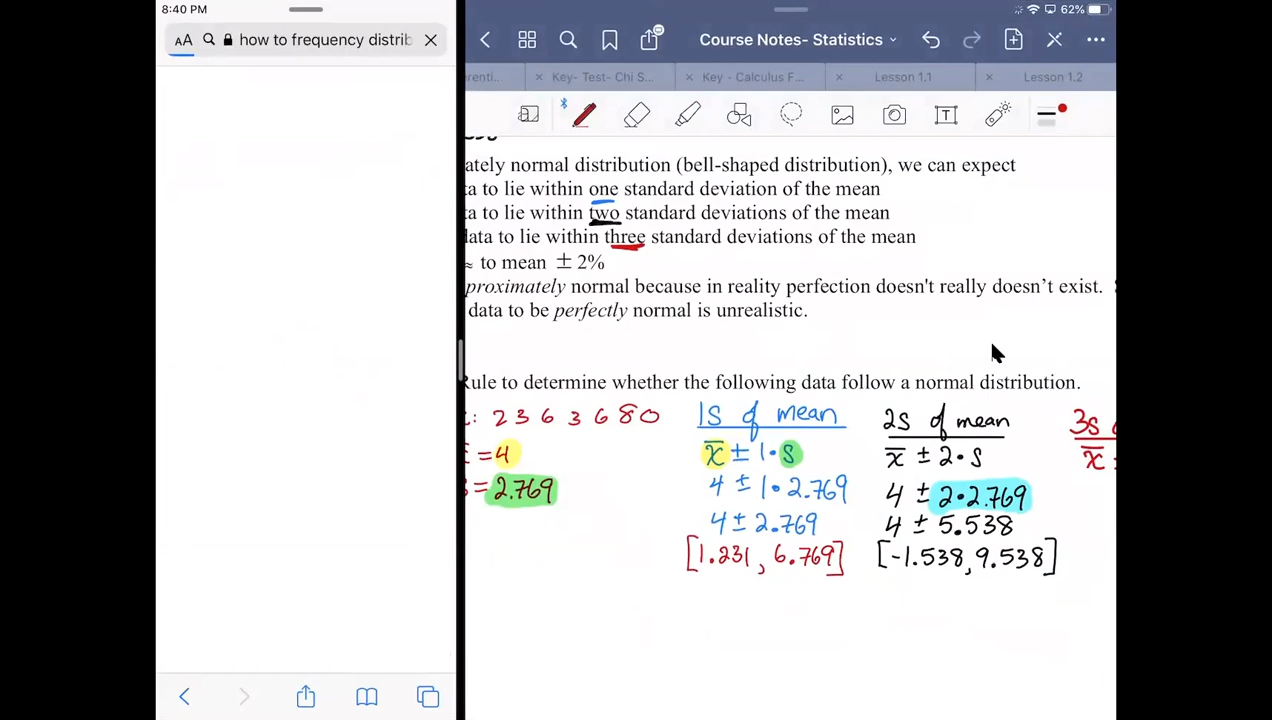 8:40 PM
AA how to frequency distrib
62%
Course Notes- Statistics
Key- Test- Chi S...
Key - Calculus F...
Lesson 1.1
Lesson 1.2
T
ately normal distribution (bell-shaped distribution), we can expect
ta to lie within one standard deviation of the mean
ta to lie within two standard deviations of the mean
data to lie within three standard deviations of the mean
≈ to mean ± 2%
proximately normal because in reality perfection doesn't really doesn't exist.
data to be perfectly normal is unrealistic.
Rule to determine whether the following data follow a normal distribution.
: 2 3 6 3 6 8 0
= 4
= 2.769
1S of mean
x̄ ± 1 • S
4 ± 1 • 2.769
4 ± 2.769
[1.231, 6.769]
2S of mean
x̄ ± 2 • S
4 ± 2 • 2.769
4 ± 5.538
[-1.538, 9.538]
3S
x̄